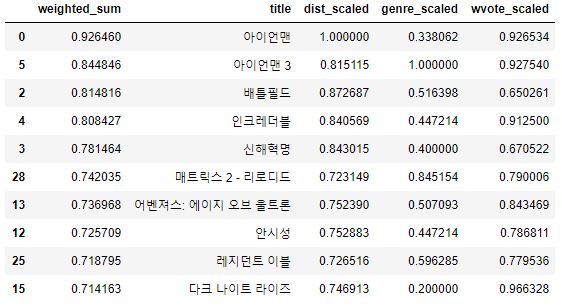 weighted_sum title dist_scaled genre_scaled wvote_scaled
0 0.926460 아이언맨 1.000000 0.338062 0.926534
5 0.844846 아이언맨 3 0.815115 1.000000 0.927540
2 0.814816 배틀필드 0.872687 0.516398 0.650261
4 0.808427 인크레더블 0.840569 0.447214 0.912500
3 0.781464 신해혁명 0.843015 0.400000 0.670522
28 0.742035 매트릭스 2 - 리로디드 0.723149 0.845154 0.790006
13 0.736968 어벤져스: 에이지 오브 울트론 0.752390 0.507093 0.843469
12 0.725709 안시성 0.752883 0.447214 0.786811
25 0.718795 레지던트 이블 0.726516 0.596285 0.779536
15 0.714163 다크 나이트 라이즈 0.746913 0.200000 0.966328